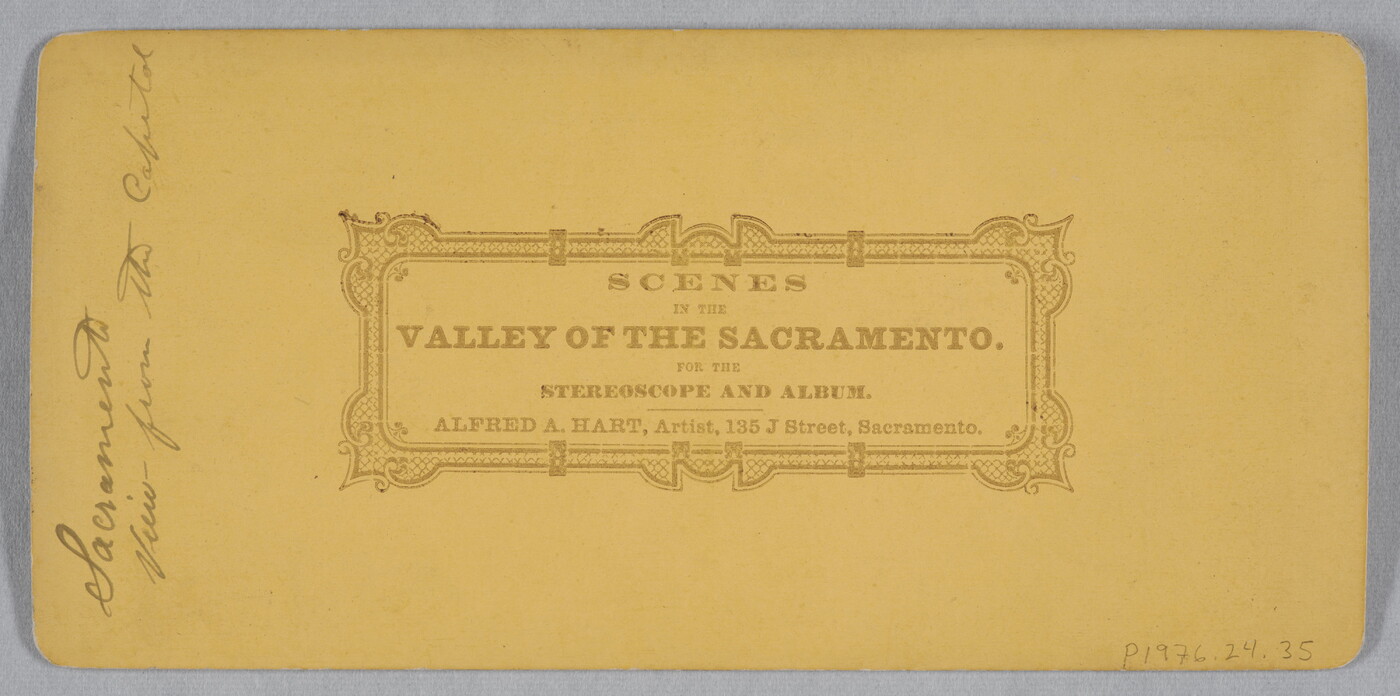 Sacramento
View from the Capitol
SCENES
IN THE
VALLEY OF THE SACRAMENTO.
FOR THE
STEREOSCOPE AND ALBUM.
ALFRED A. HART, Artist, 135 J Street, Sacramento.
P1976.24.35